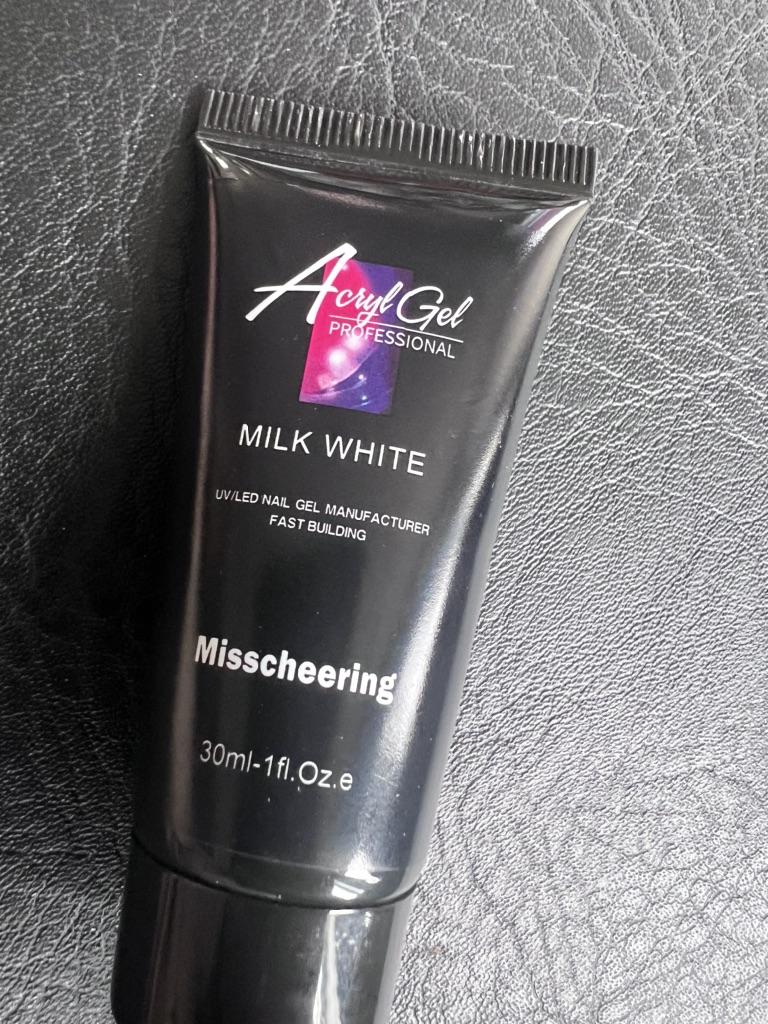 Acryl Gel
PROFESSIONAL
MILK WHITE
UV/LED NAIL GEL MANUFACTURER
FAST BUILDING
Misscheering
30ml-1fl.Oz.e